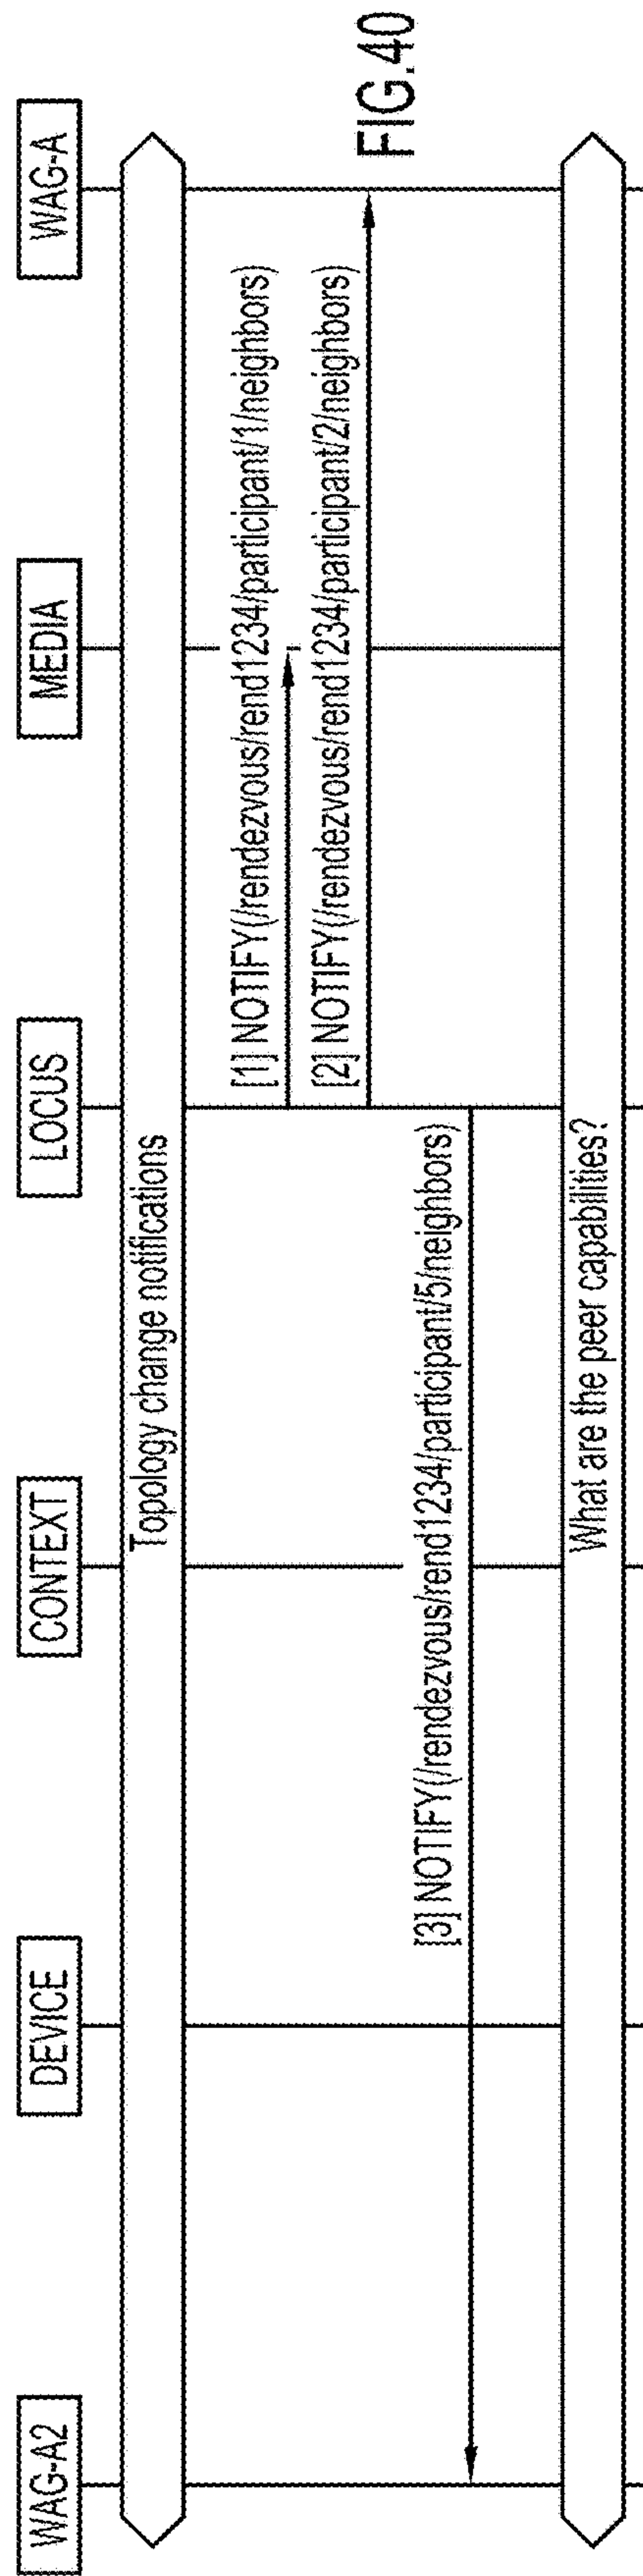 WAG-A2
DEVICE
CONTEXT
LOCUS
MEDIA
WAG-A
Topology change notifications
[1] NOTIFY(/rendezvous/rend1234/participant/1/neighbors)
[2] NOTIFY(/rendezvous/rend1234/participant/2/neighbors)
[3] NOTIFY(/rendezvous/rend1234/participant/5/neighbors)
What are the peer capabilities?
FIG.40